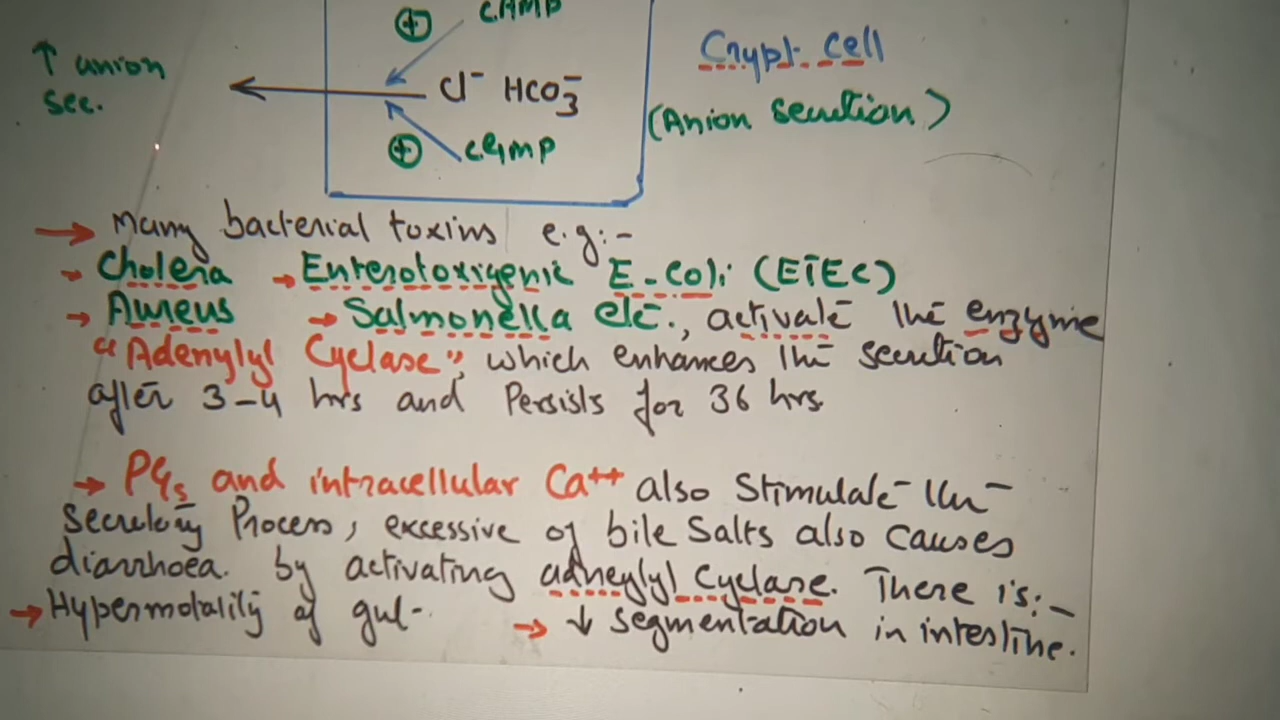 ⊕ CAMP
Crypt. Cell
↑ anion
sec.
Cl⁻ HCO₃⁻
(Anion secretion)
⊕ cGMP
→ Many bacterial toxins e.g:-
→ Cholera → Enterotoxigenic E-Coli (ETEC)
→ Aureus → Salmonella etc., activate the enzyme
"Adenylyl Cyclase", which enhances the secretion
after 3-4 hrs and Persists for 36 hrs.
→ PGs and intracellular Ca++ also Stimulate the
Secretory Process, excessive of bile Salts also causes
diarrhoea. by activating adneylyl Cyclase. There is:-
→ Hypermotality of gut. → ↓ segmentation in intestine.